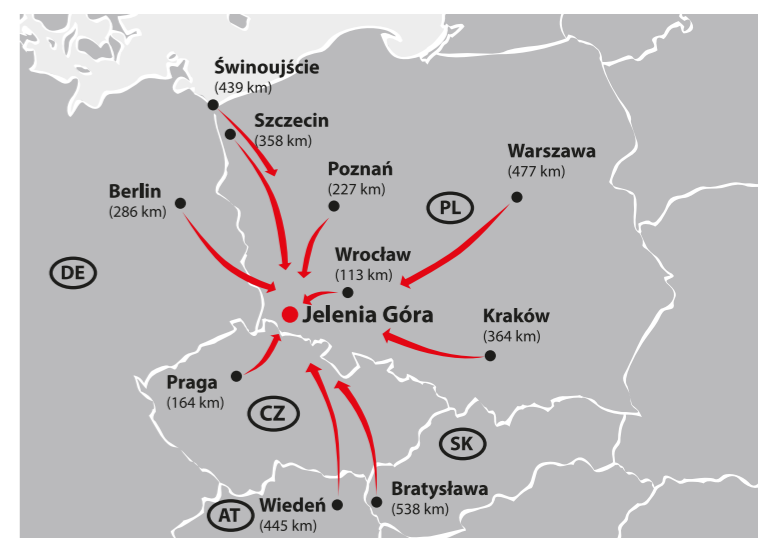 Świnoujście
(439 km)
Szczecin
(358 km)
Poznań
(227 km)
Warszawa
(477 km)
Berlin
(286 km)
PL
Wrocław
(113 km)
DE
Jelenia Góra
Kraków
(364 km)
Praga
(164 km)
CZ
SK
Wiedeń
(445 km)
AT
Bratysława
(538 km)